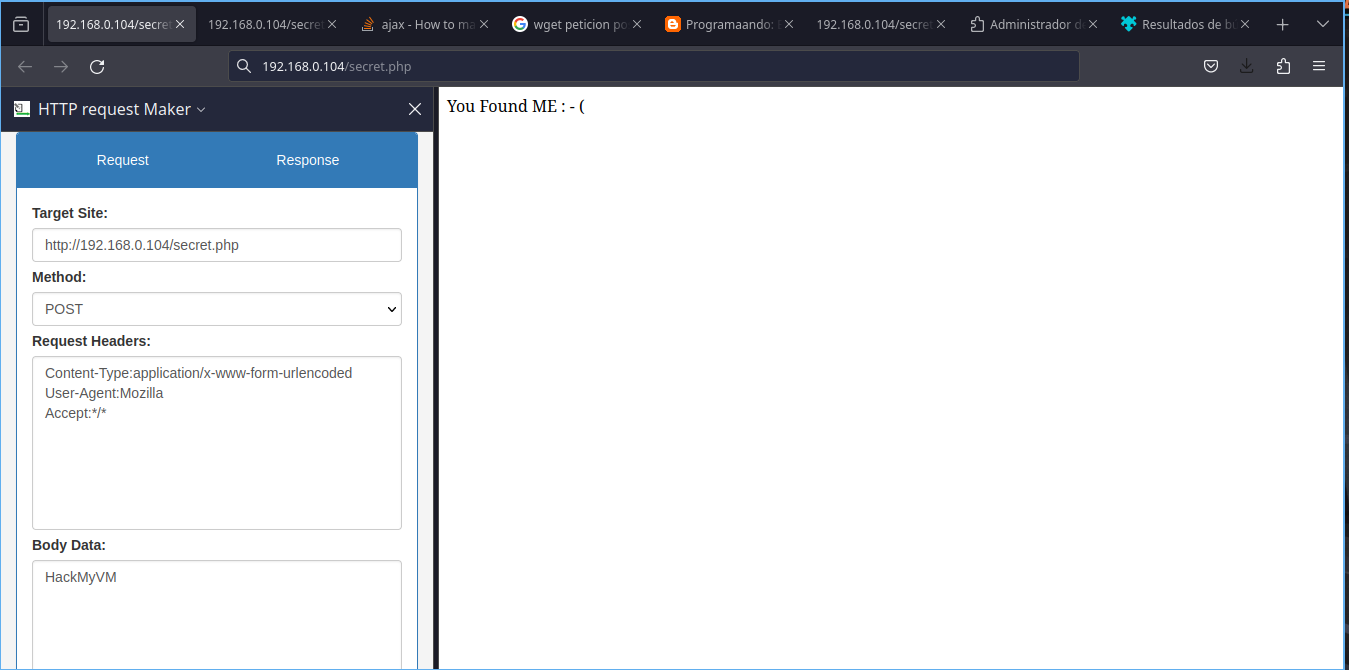 192.168.0.104/secret
192.168.0.104/secret
ajax - How to ma
wget peticion po
Programaando: E
192.168.0.104/secret
Administrador de
Resultados de bú
192.168.0.104/secret.php
HTTP request Maker
You Found ME : - (
Request
Response
Target Site:
http://192.168.0.104/secret.php
Method:
POST
Request Headers:
Content-Type:application/x-www-form-urlencoded
User-Agent:Mozilla
Accept:*/*
Body Data:
HackMyVM